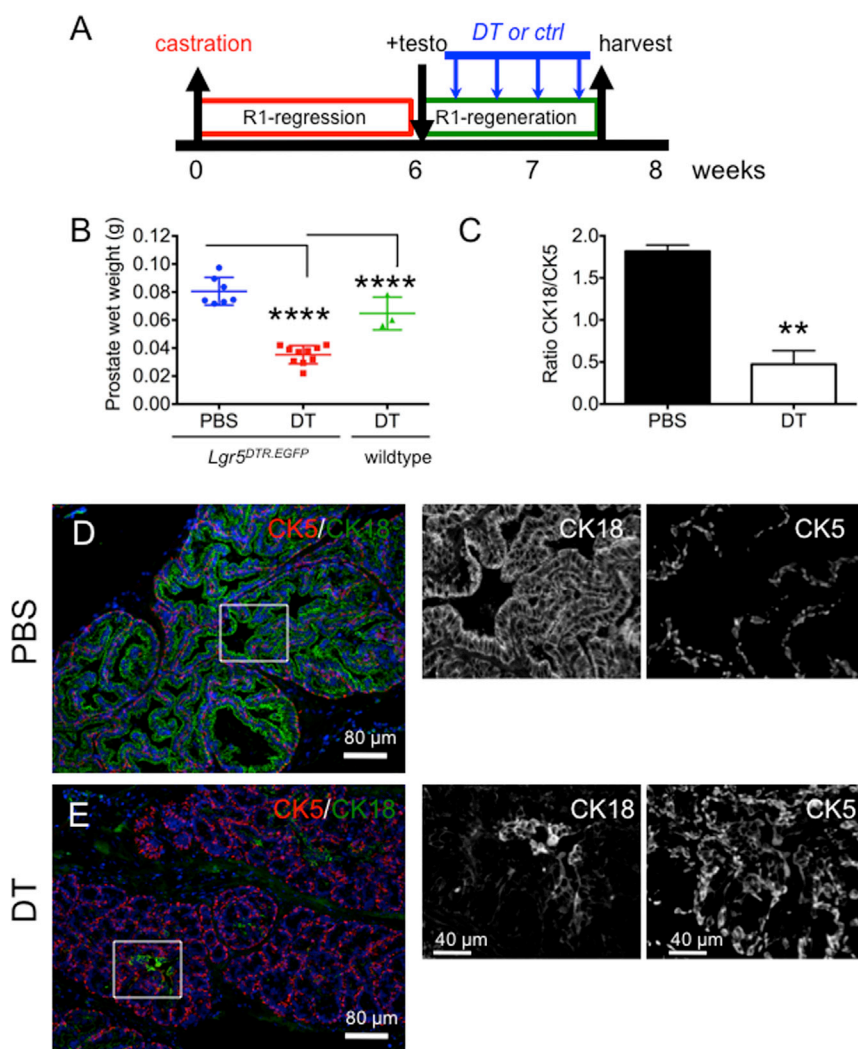 A
castration
+testo
DT or ctrl
harvest
R1-regression
R1-regeneration
0 6 7 8 weeks
B
Prostate wet weight (g)
0.12
0.10
0.08
0.06
0.04
0.02
0.00
****
****
PBS DT DT
Lgr5DTR.EGFP wildtype
C
Ratio CK18/CK5
2.0
1.5
1.0
0.5
0.0
**
PBS DT
PBS
D
CK5/CK18
80 µm
CK18
CK5
DT
E
CK5/CK18
80 µm
CK18
40 µm
CK5
40 µm